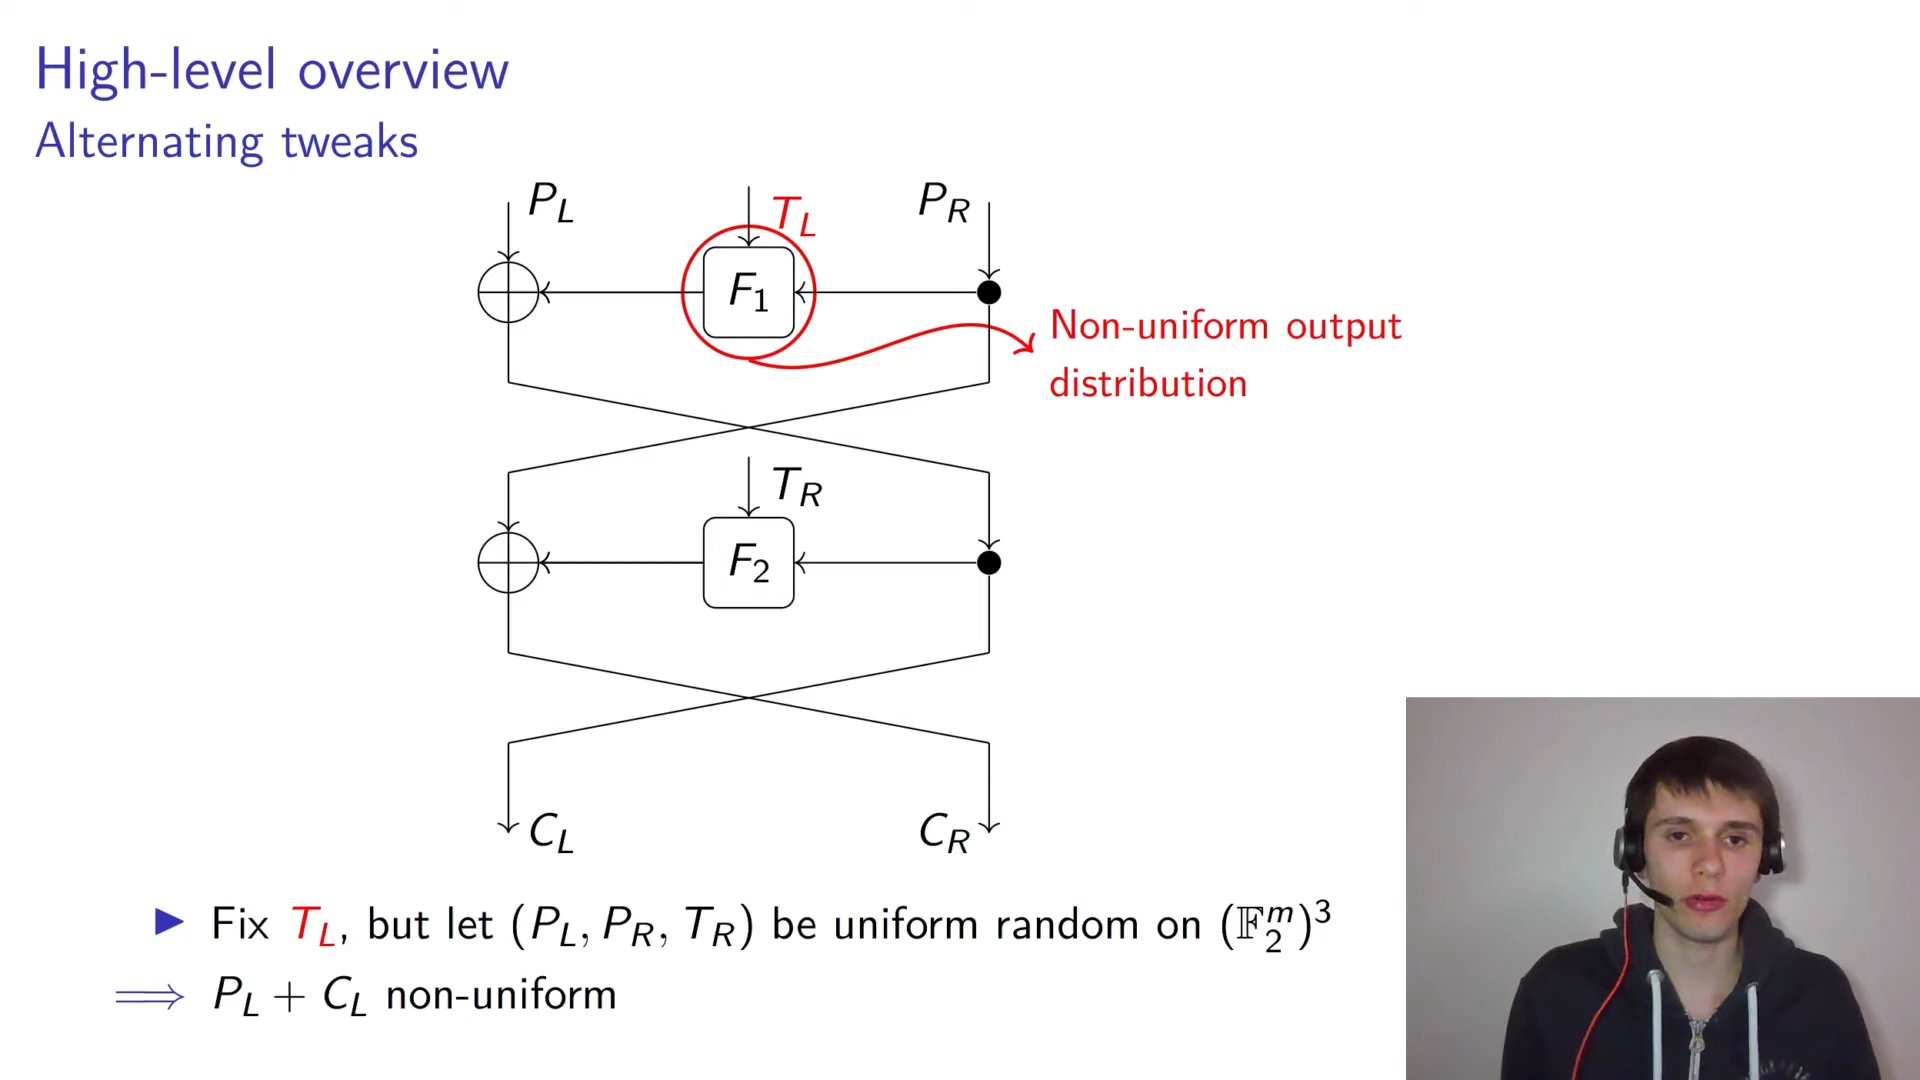 High-level overview
Alternating tweaks
P_L
T_L
P_R
F_1
Non-uniform output
distribution
T_R
F_2
C_L
C_R
▶ Fix T_L, but let (P_L, P_R, T_R) be uniform random on (𝔽_2^m)^3
⟹ P_L + C_L non-uniform